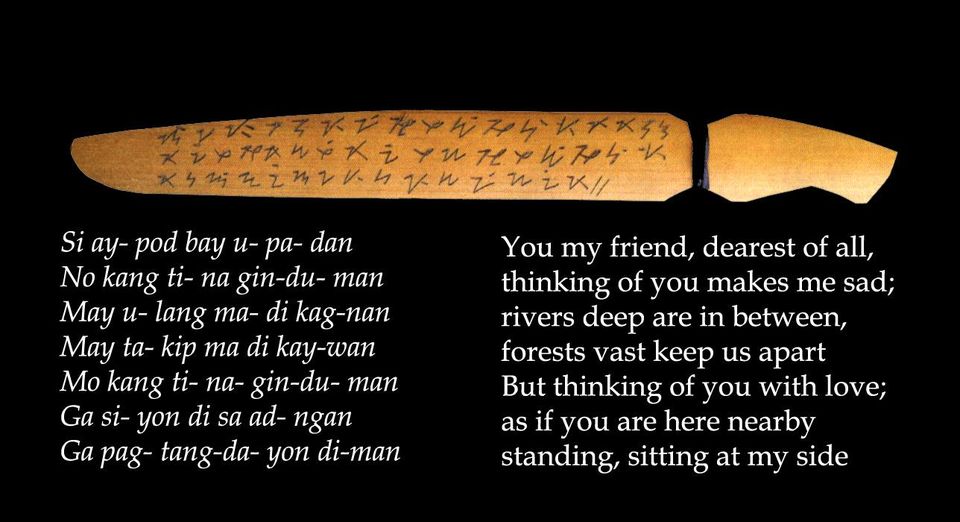 Si ay- pod bay u- pa- dan
No kang ti- na gin-du- man
May u- lang ma- di kag-nan
May ta- kip ma di kay-wan
Mo kang ti- na- gin-du- man
Ga si- yon di sa ad- ngan
Ga pag- tang-da- yon di-man
You my friend, dearest of all,
thinking of you makes me sad;
rivers deep are in between,
forests vast keep us apart
But thinking of you with love;
as if you are here nearby
standing, sitting at my side